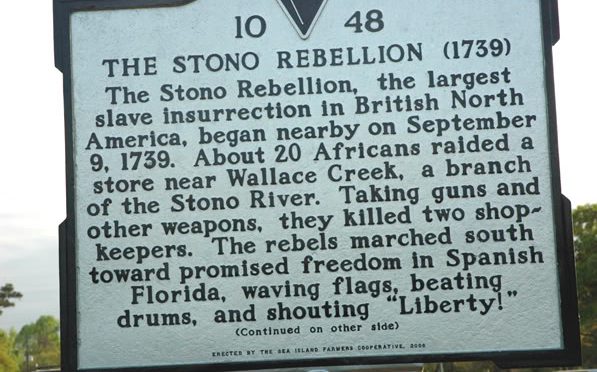 10 48
THE STONO REBELLION (1739)
The Stono Rebellion, the largest
slave insurrection in British North
America, began nearby on September
9, 1739. About 20 Africans raided a
store near Wallace Creek, a branch
of the Stono River. Taking guns and
other weapons, they killed two shop-
keepers. The rebels marched south
toward promised freedom in Spanish
Florida, waving flags, beating
drums, and shouting "Liberty!"
(Continued on other side)
ERECTED BY THE SEA ISLAND FARMERS COOPERATIVE, 2006